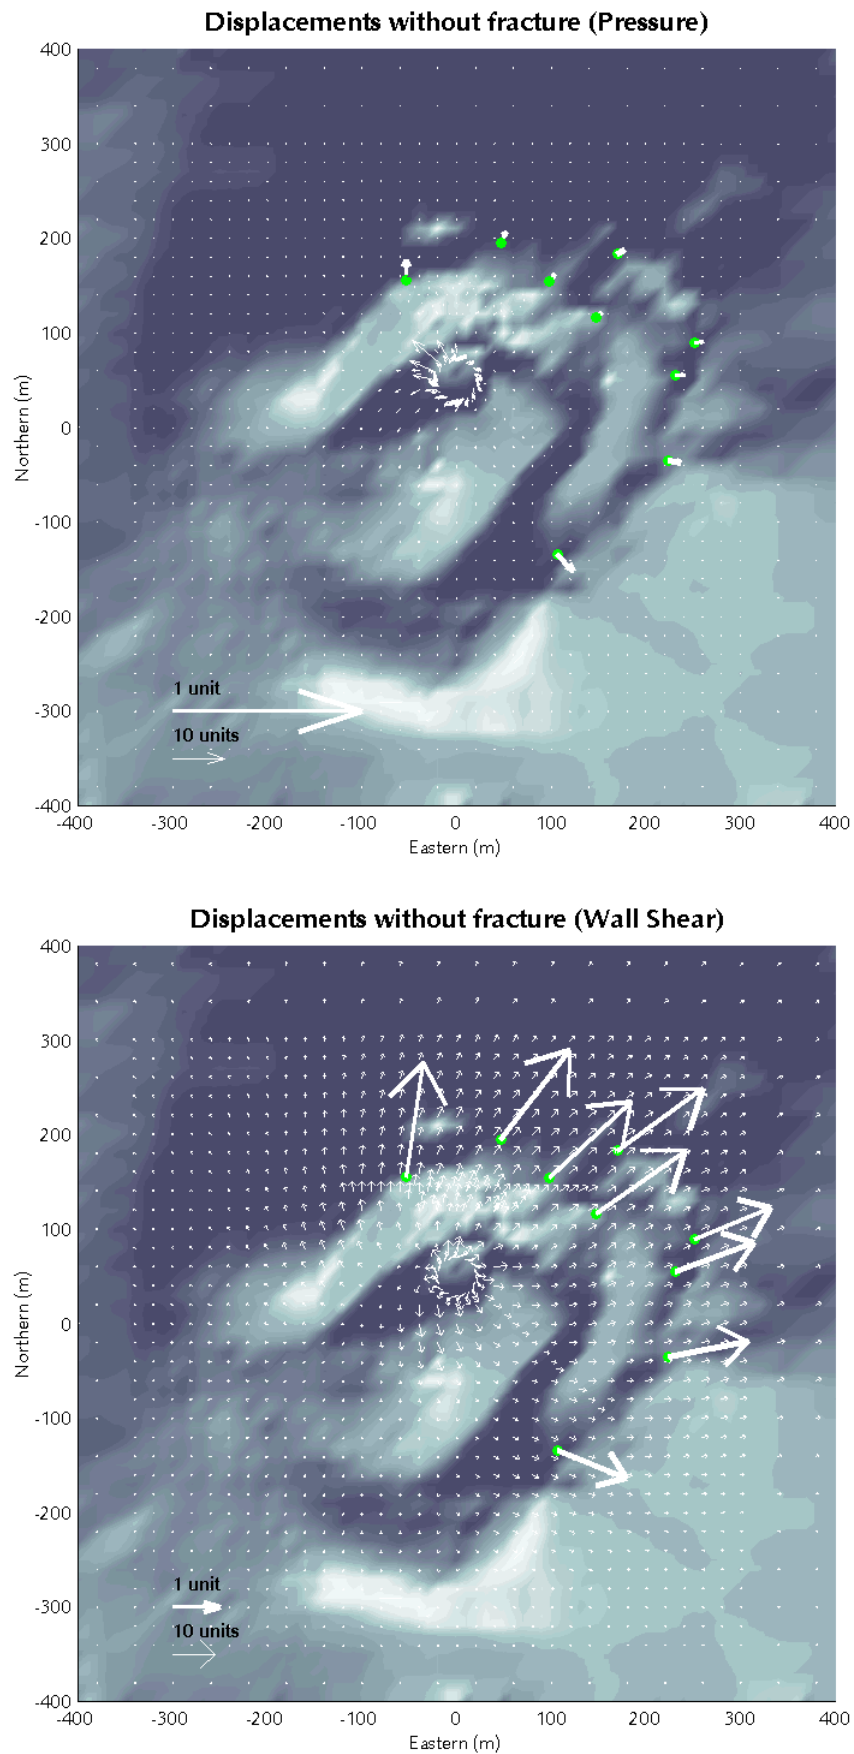 Displacements without fracture (Pressure)
400
300
200
100
0
-100
-200
-300
-400
Northern (m)
1 unit
10 units
-400 -300 -200 -100 0 100 200 300 400
Eastern (m)
Displacements without fracture (Wall Shear)
400
300
200
100
0
-100
-200
-300
-400
Northern (m)
1 unit
10 units
-400 -300 -200 -100 0 100 200 300 400
Eastern (m)